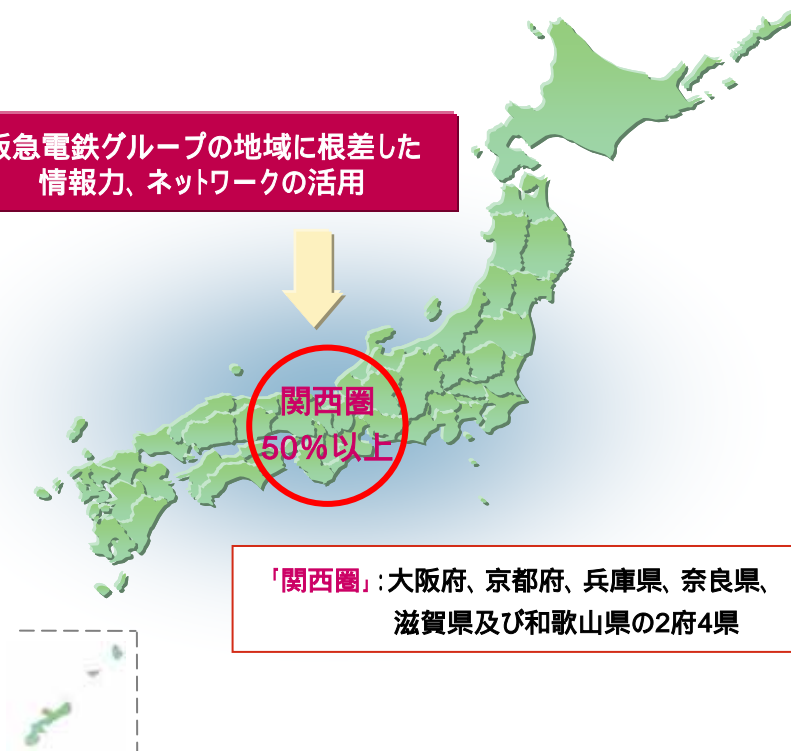 阪急電鉄グループの地域に根差した
情報力、ネットワークの活用
関西圏
50%以上
「関西圏」：大阪府、京都府、兵庫県、奈良県、
滋賀県及び和歌山県の2府4県